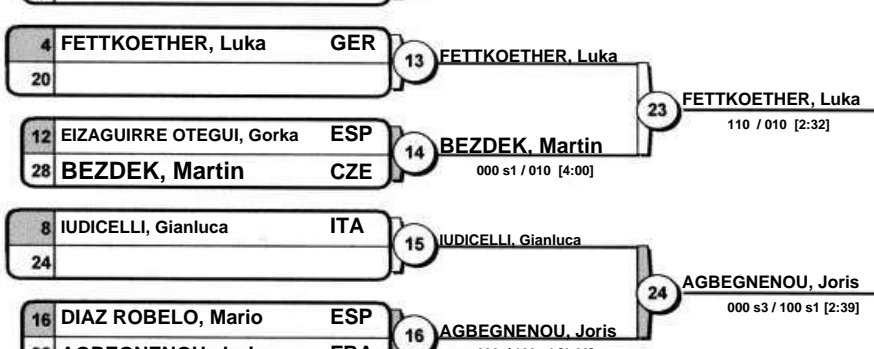 4 FETTKOETHER, Luka GER
20
13 FETTKOETHER, Luka
23 FETTKOETHER, Luka
110 / 010 [2:32]
12 EIZAGUIRRE OTEGUI, Gorka ESP
28 BEZDEK, Martin CZE
14 BEZDEK, Martin
000 s1 / 010 [4:00]
8 IUDICELLI, Gianluca ITA
24
15 IUDICELLI, Gianluca
24 AGBEGNENOU, Joris
000 s3 / 100 s1 [2:39]
16 DIAZ ROBELO, Mario ESP
16 AGBEGNENOU, Joris